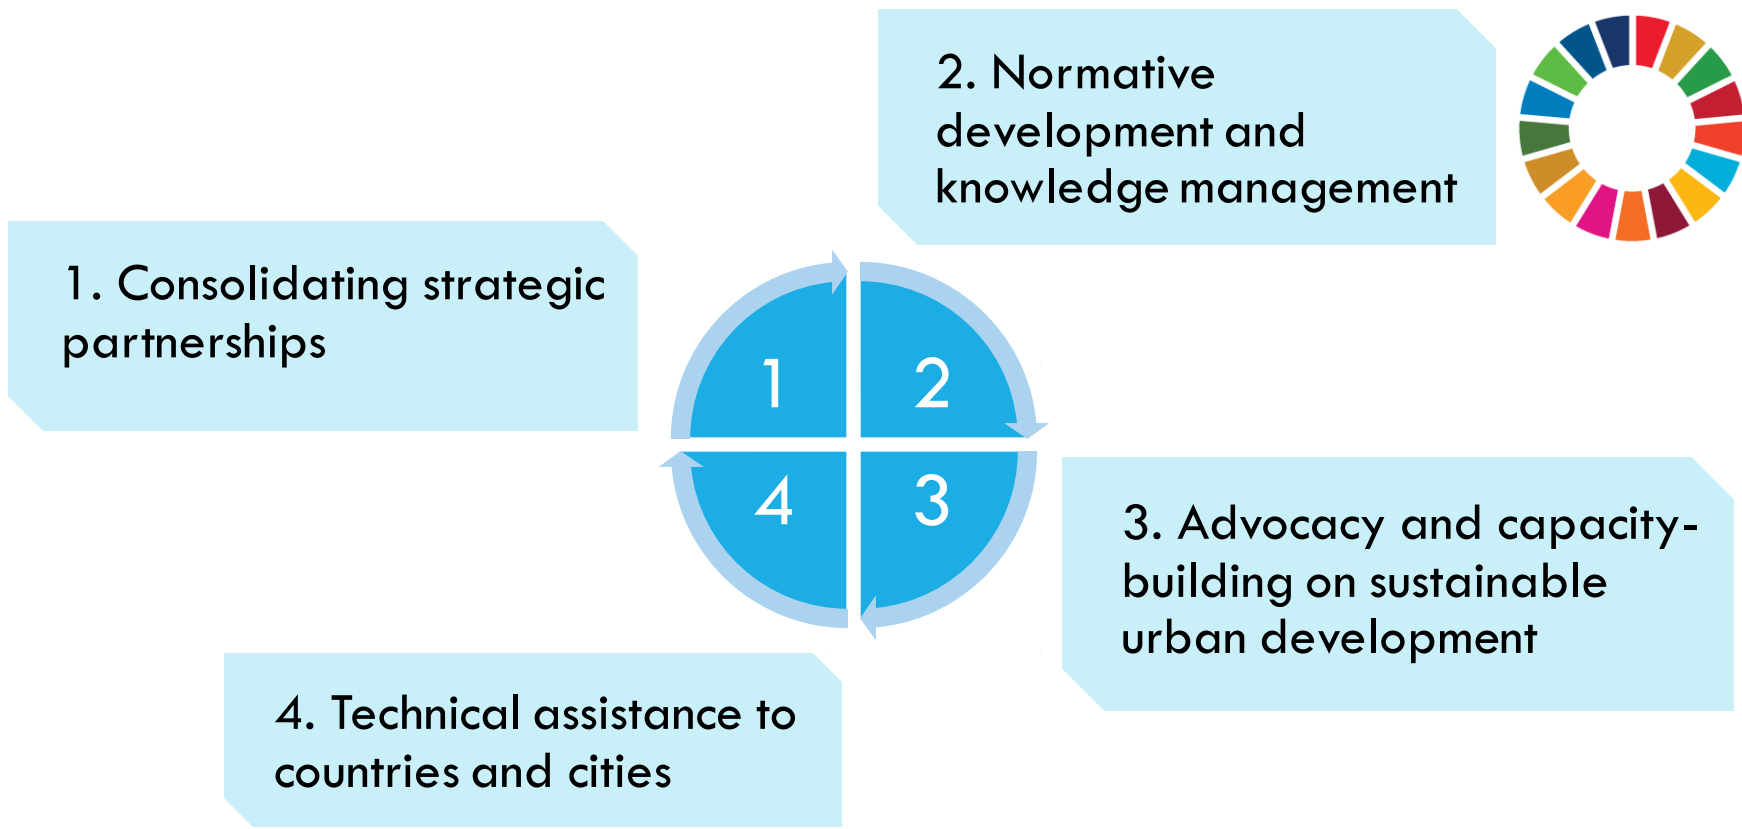 1. Consolidating strategic
partnerships
2. Normative
development and
knowledge management
3. Advocacy and capacity-
building on sustainable
urban development
4. Technical assistance to
countries and cities
1
2
4
3